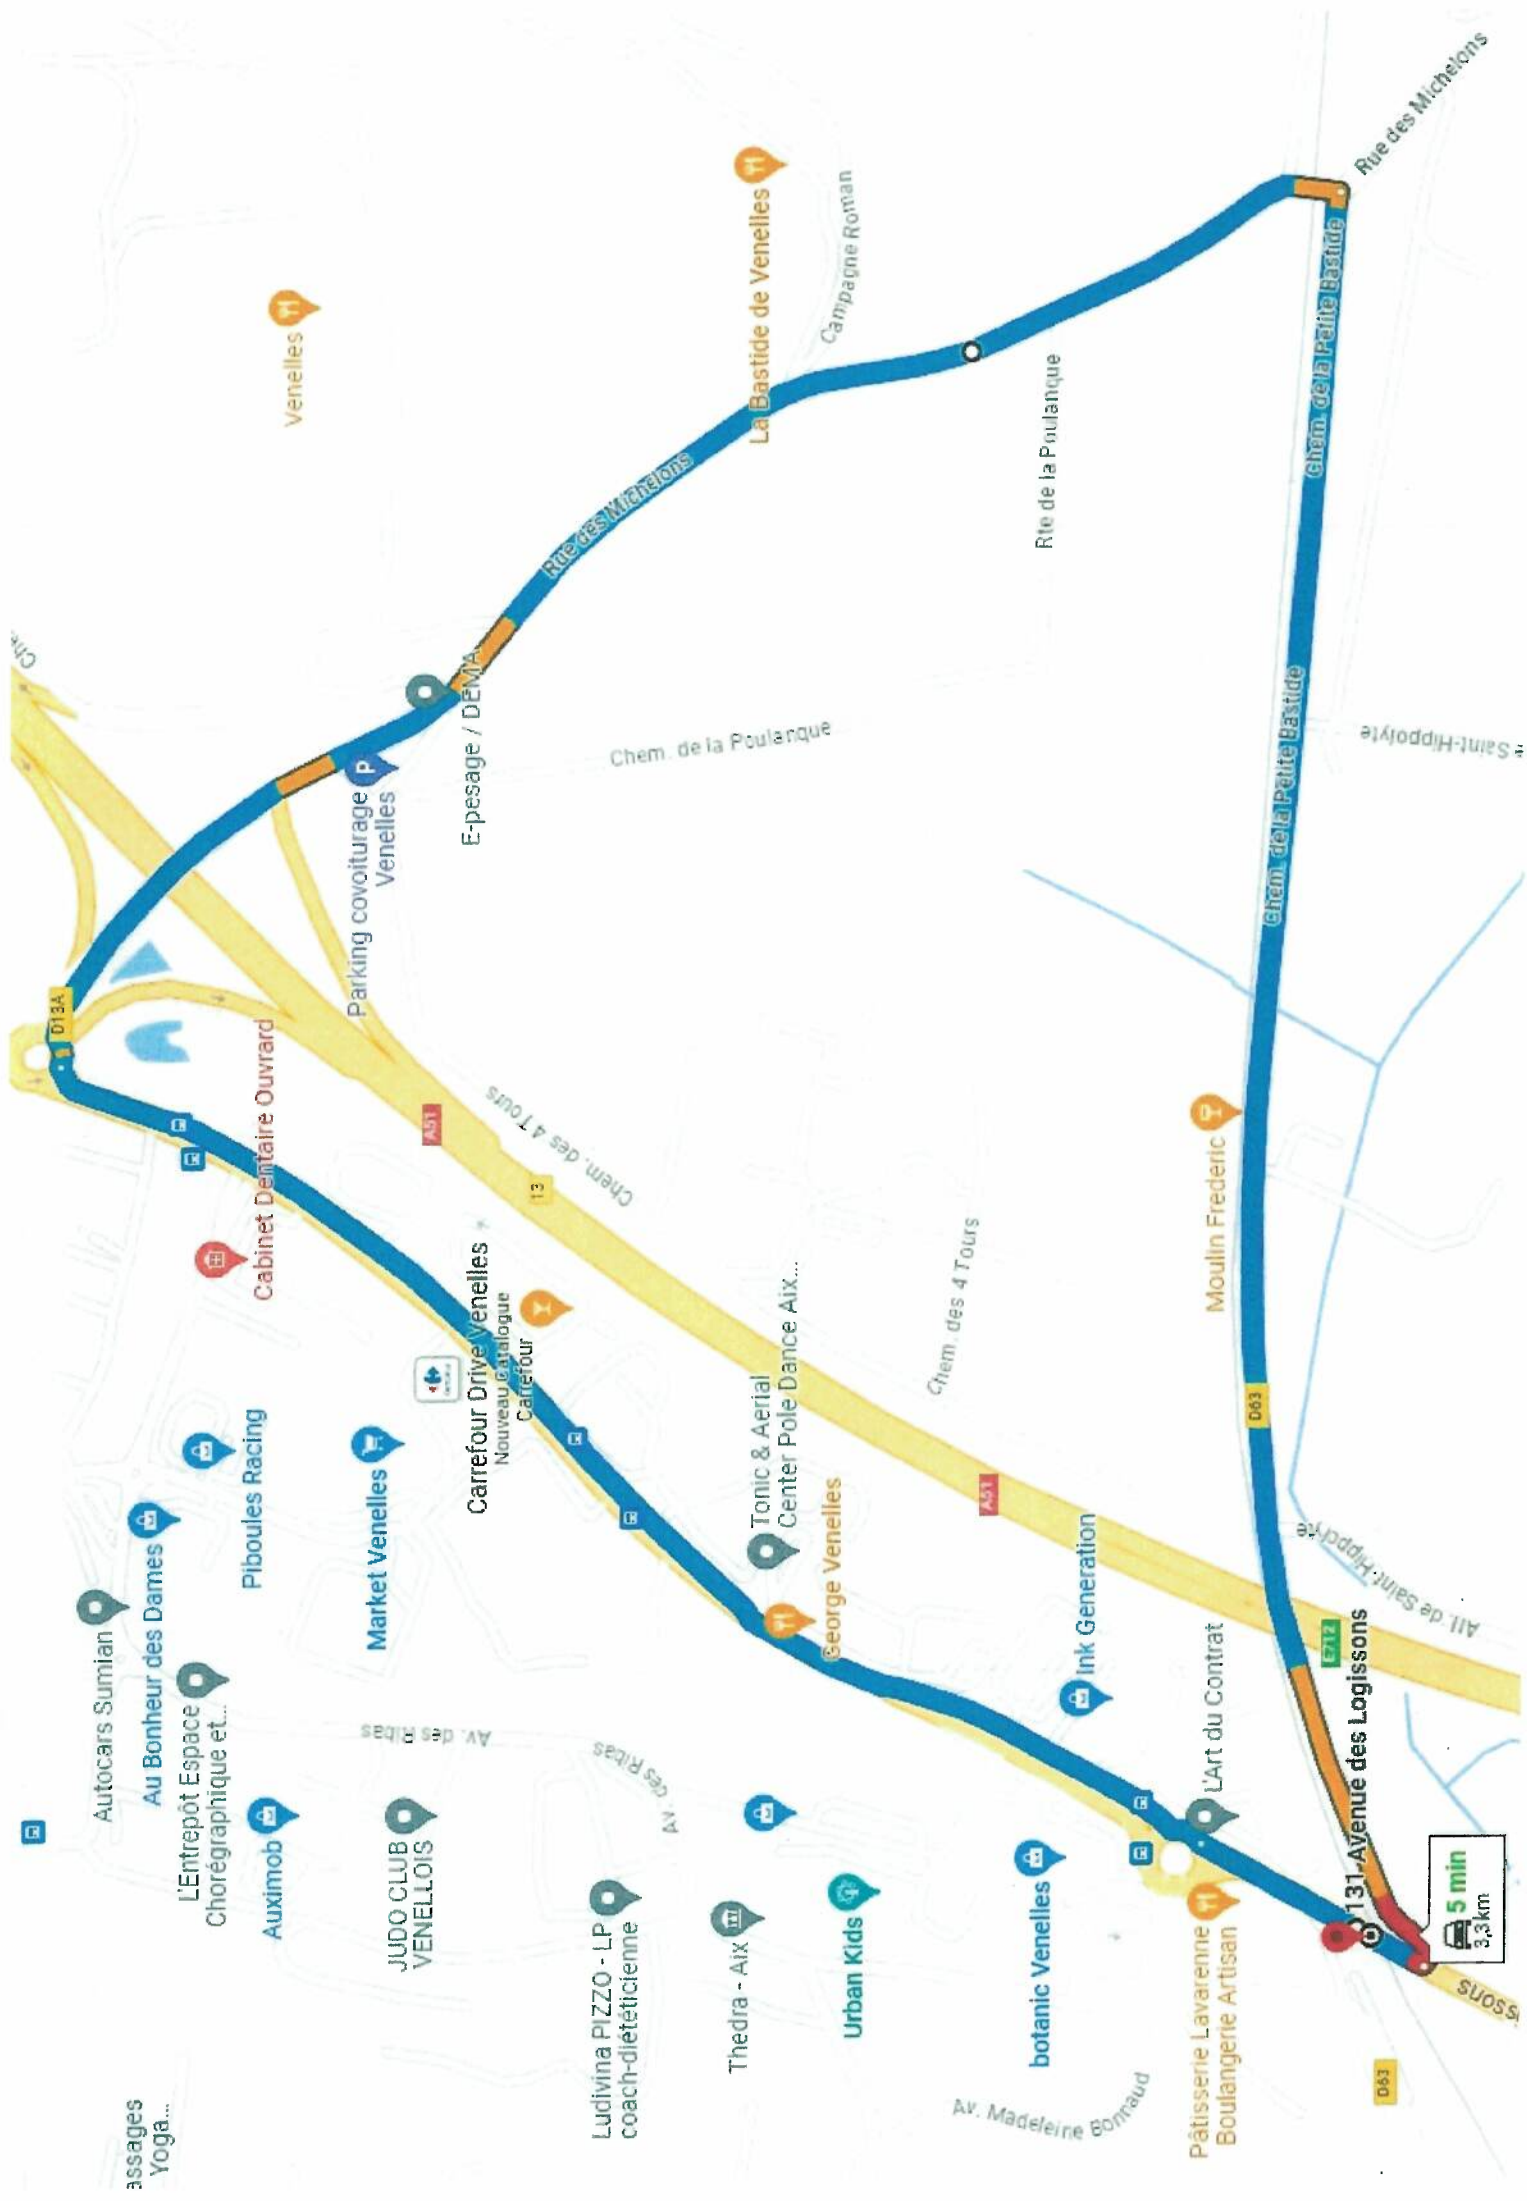 assages
Yoga...
Autocars Sumian
Au Bonheur des Dames
L'Entrepôt Espace
Chorégraphique et...
Auximob
Piboules Racing
Cabinet Dentaire Ouvrard
D13A
Venelles
Parking covoiturage
Venelles
P
E-pesage / DEMA
Market Venelles
JUDO CLUB
VENELLOIS
Av. des Ribas
Av. des Ribas
Carrefour Drive Venelles
Nouveau Catalogue
Carrefour
A51
13
Chem. des 4 Tours
Rue des Michelons
Chem. de la Poulanque
La Bastide de Venelles
Campagne Roman
Ludivina PIZZO - LP
coach-diététicienne
Thedra - Aix
Urban Kids
Tonic & Aerial
Center Pole Dance Aix...
George Venelles
Chem. des 4 Tours
A51
Rte de la Poulanque
botanic Venelles
Ink Generation
Av. Madeleine Bonnaud
Pâtisserie Lavarenne
Boulangerie Artisan
L'Art du Contrat
Moulin Frederic
D63
Chem. de la Petite Bastide
Chem. de la Petite Bastide
Rue des Michelons
Saint-Hippolyte
All. de Saint-Hippolyte
E712
131 Avenue des Logissons
D63
5 min
3,3 km
ssons